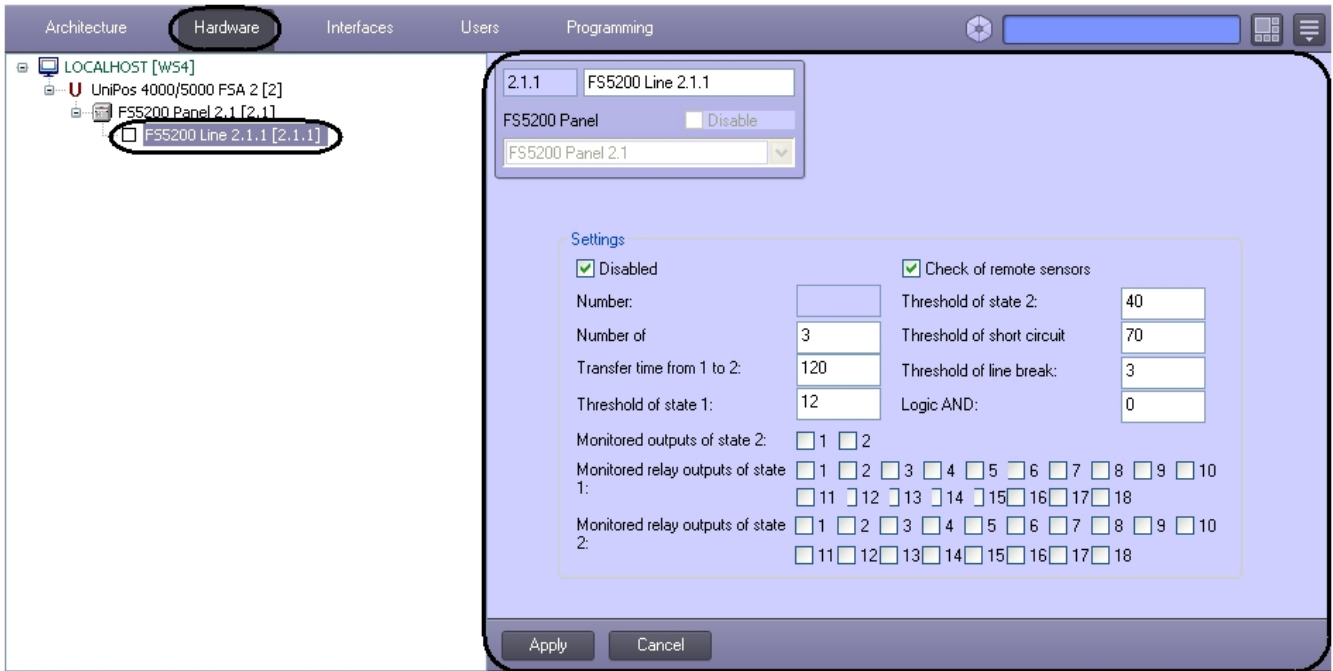 Architecture Hardware Interfaces Users Programming
LOCALHOST [WS4]
U UniPos 4000/5000 FSA 2 [2]
FS5200 Panel 2.1 [2.1]
FS5200 Line 2.1.1 [2.1.1]
2.1.1 FS5200 Line 2.1.1
FS5200 Panel Disable
FS5200 Panel 2.1
Settings
Disabled Check of remote sensors
Number: Threshold of state 2: 40
Number of 3 Threshold of short circuit 70
Transfer time from 1 to 2: 120 Threshold of line break: 3
Threshold of state 1: 12 Logic AND: 0
Monitored outputs of state 2: 1 2
Monitored relay outputs of state 1 2 3 4 5 6 7 8 9 10
1: 11 12 13 14 15 16 17 18
Monitored relay outputs of state 1 2 3 4 5 6 7 8 9 10
2: 11 12 13 14 15 16 17 18
Apply Cancel